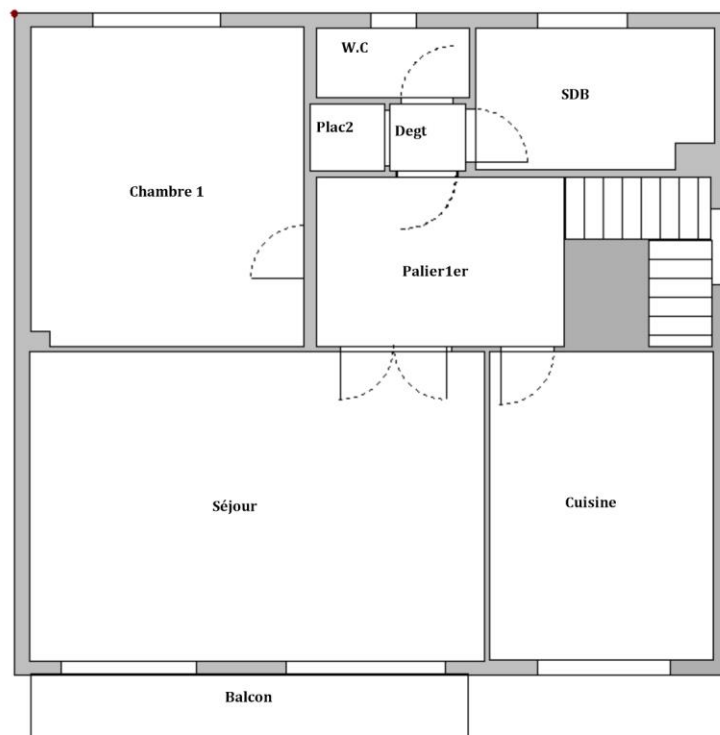 W.C
SDB
Plac2
Degt
Chambre 1
Palier1er
Séjour
Cuisine
Balcon